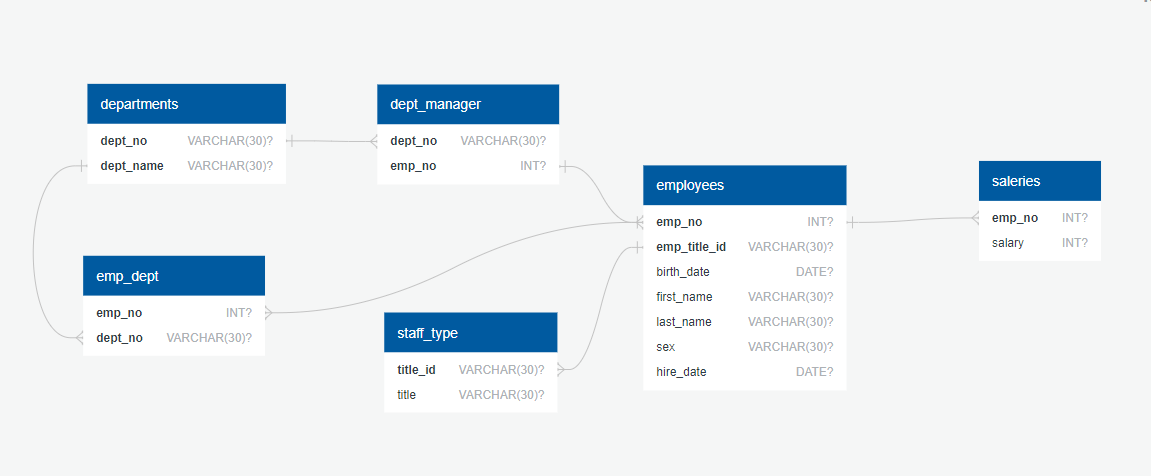 departments
dept_no VARCHAR(30)?
dept_name VARCHAR(30)?
dept_manager
dept_no VARCHAR(30)?
emp_no INT?
employees
emp_no INT?
emp_title_id VARCHAR(30)?
birth_date DATE?
first_name VARCHAR(30)?
last_name VARCHAR(30)?
sex VARCHAR(30)?
hire_date DATE?
saleries
emp_no INT?
salary INT?
emp_dept
emp_no INT?
dept_no VARCHAR(30)?
staff_type
title_id VARCHAR(30)?
title VARCHAR(30)?